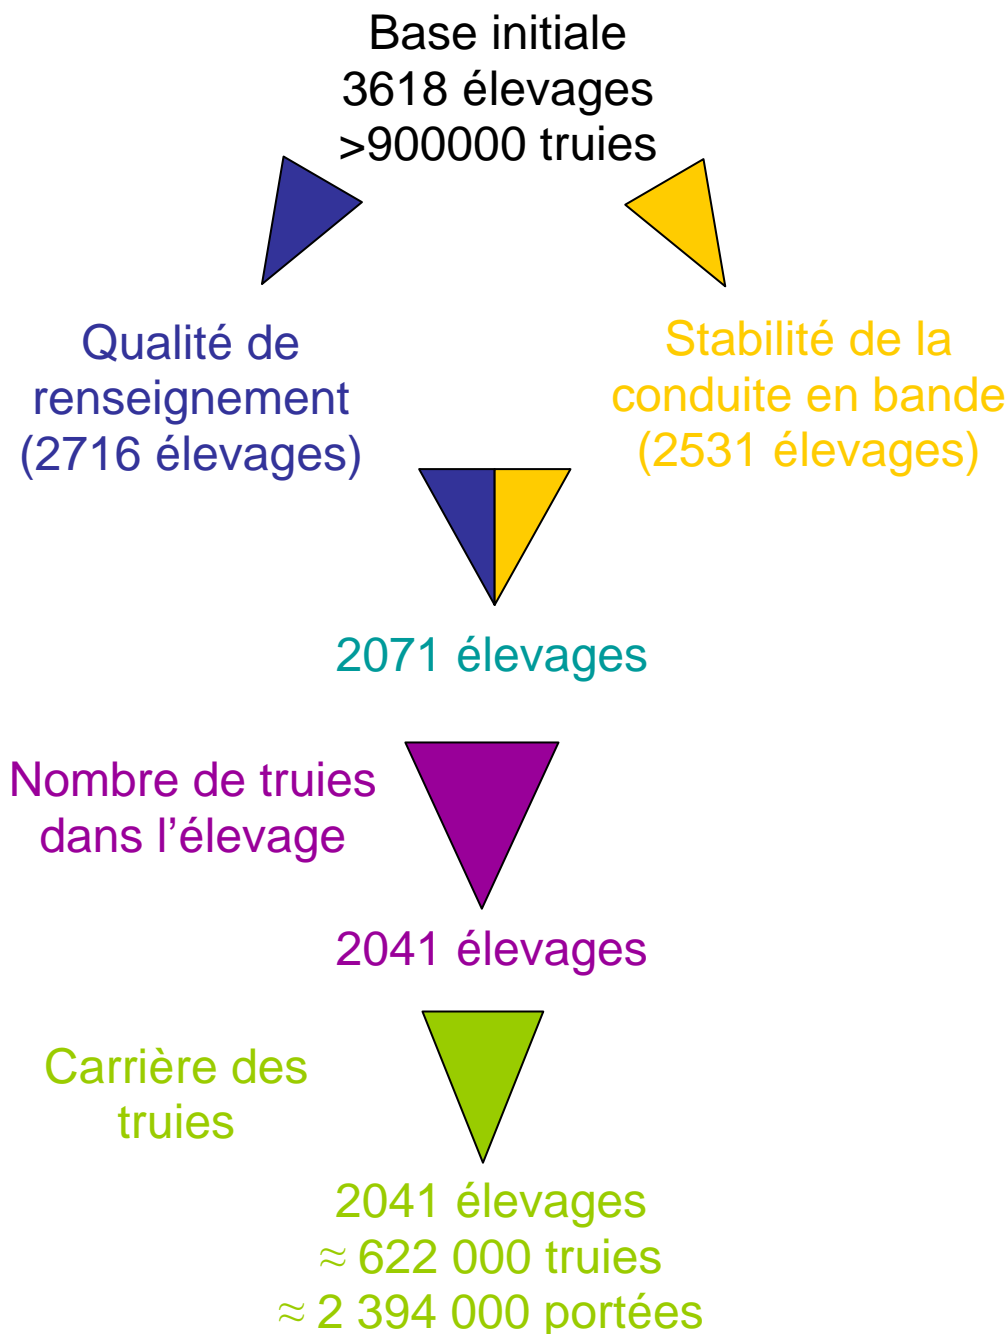 Base initiale
3618 élevages
>900000 truies
Qualité de
renseignement
(2716 élevages)
Stabilité de la
conduite en bande
(2531 élevages)
2071 élevages
Nombre de truies
dans l’élevage
2041 élevages
Carrière des
truies
2041 élevages
≈ 622 000 truies
≈ 2 394 000 portées